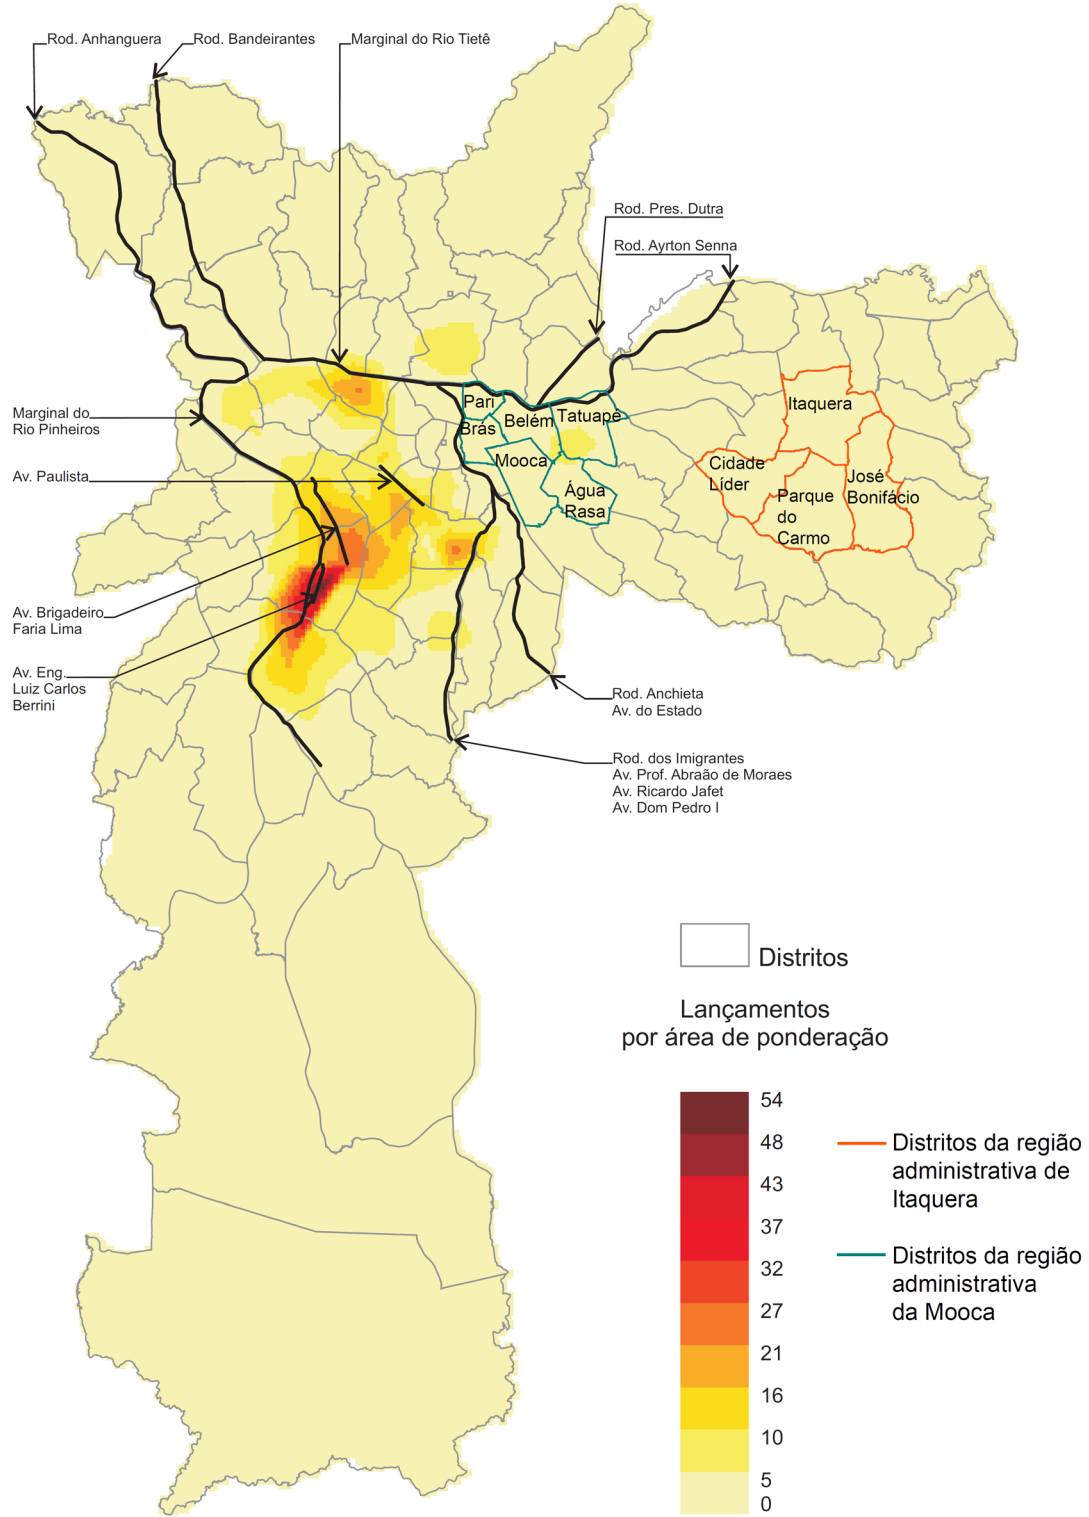 Rod. Anhanguera
Rod. Bandeirantes
Marginal do Rio Tietê
Rod. Pres. Dutra
Rod. Ayrton Senna
Marginal do
Rio Pinheiros
Av. Paulista
Av. Brigadeiro
Faria Lima
Av. Eng.
Luiz Carlos
Berrini
Pari
Brás
Belém
Tatuapé
Mooca
Água
Rasa
Itaquera
Cidade
Líder
José
Bonifácio
Parque
do
Carmo
Rod. Anchieta
Av. do Estado
Rod. dos Imigrantes
Av. Prof. Abraão de Moraes
Av. Ricardo Jafet
Av. Dom Pedro I
Distritos
Lançamentos
por área de ponderação
54
48
43
37
32
27
21
16
10
5
0
Distritos da região
administrativa de
Itaquera
Distritos da região
administrativa
da Mooca